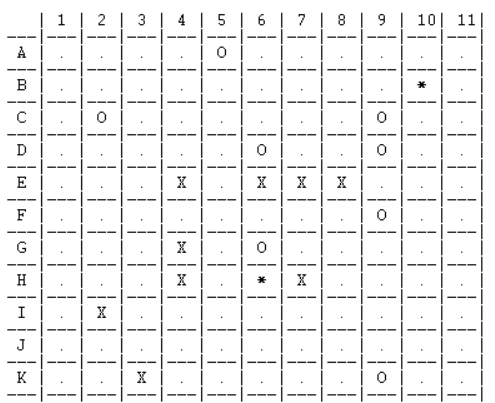 | 1 | 2 | 3 | 4 | 5 | 6 | 7 | 8 | 9 | 10| 11|
A | . | . | . | . | O | . | . | . | . | . | . |
B | . | . | . | . | . | . | . | . | . | * | . |
C | . | O | . | . | . | . | . | . | O | . | . |
D | . | . | . | . | . | O | . | . | O | . | . |
E | . | . | . | X | . | X | X | X | . | . | . |
F | . | . | . | . | . | . | . | . | O | . | . |
G | . | . | . | X | . | O | . | . | . | . | . |
H | . | . | . | X | . | * | X | . | . | . | . |
I | . | X | . | . | . | . | . | . | . | . | . |
J | . | . | . | . | . | . | . | . | . | . | . |
K | . | . | X | . | . | . | . | . | O | . | . |